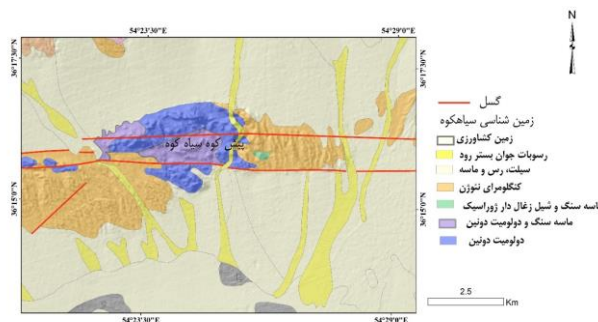 54°23'30"E
54°29'0"E
N
36°17'30"N
36°17'30"N
پیش کوه سیاه کوه
36°15'0"N
36°15'0"N
54°23'30"E
54°29'0"E
گسل
زمین شناسی سیاهکوه
زمین کشاورزی
رسوبات جوان بستر رود
سیلت، رس و ماسه
کنگلومرای نئوژن
ماسه سنگ و شیل زغال دار ژوراسیک
ماسه سنگ و دولومیت دونین
دولومیت دونین
2.5
Km